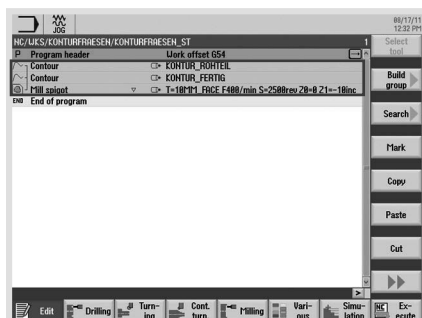 JOG
09/17/11
12:32 PM
NC/WKS/KONTURFRAESEN/KONTURFRAESEN_ST 1
Select
tool
P Program header Work offset G54
Contour KONTUR_ROHTEIL
Contour KONTUR_FERTIG
Mill spigot ▽ T=10MM_FACE F400/min S=2500rev Z0=0 Z1=-10inc
END End of program
Build
group
Search
Mark
Copy
Paste
Cut
Edit
Drilling
Turn-
ing
Cont.
turn
Milling
Vari-
ous
Simu-
lation
NC Ex-
ecute